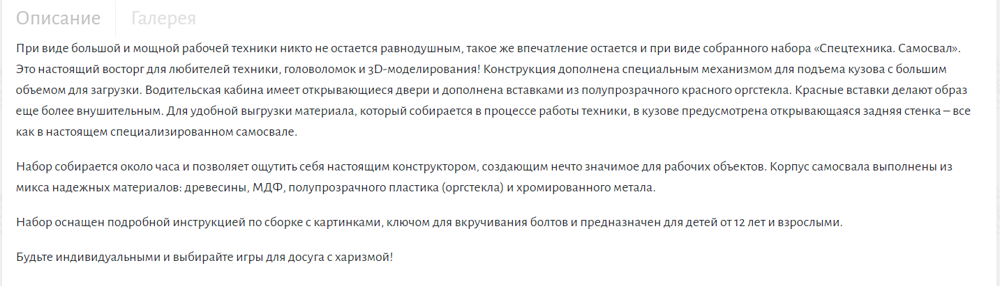 Описание Галерея
При виде большой и мощной рабочей техники никто не остается равнодушным, такое же впечатление остается и при виде собранного набора «Спецтехника. Самосвал».
Это настоящий восторг для любителей техники, головоломок и 3D-моделирования! Конструкция дополнена специальным механизмом для подъема кузова с большим
объемом для загрузки. Водительская кабина имеет открывающиеся двери и дополнена вставками из полупрозрачного красного оргстекла. Красные вставки делают образ
еще более внушительным. Для удобной выгрузки материала, который собирается в процессе работы техники, в кузове предусмотрена открывающаяся задняя стенка – все
как в настоящем специализированном самосвале.
Набор собирается около часа и позволяет ощутить себя настоящим конструктором, создающим нечто значимое для рабочих объектов. Корпус самосвала выполнены из
микса надежных материалов: древесины, МДФ, полупрозрачного пластика (оргстекла) и хромированного метала.
Набор оснащен подробной инструкцией по сборке с картинками, ключом для вкручивания болтов и предназначен для детей от 12 лет и взрослыми.
Будьте индивидуальными и выбирайте игры для досуга с харизмой!